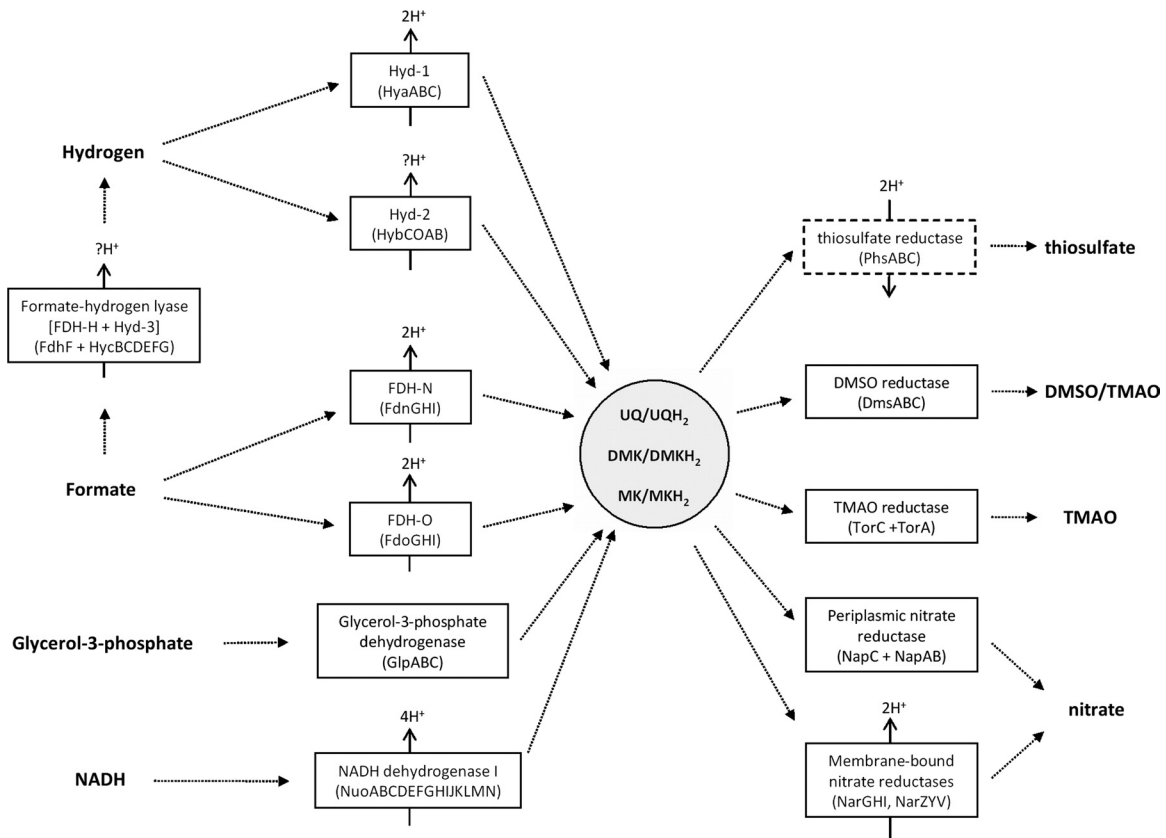 2H⁺
Hyd-1
(HyaABC)
Hydrogen
?H⁺
Hyd-2
(HybCOAB)
?H⁺
Formate-hydrogen lyase
[FDH-H + Hyd-3]
(FdhF + HycBCDEFG)
2H⁺
FDH-N
(FdnGHI)
Formate
2H⁺
FDH-O
(FdoGHI)
Glycerol-3-phosphate
Glycerol-3-phosphate
dehydrogenase
(GlpABC)
NADH
4H⁺
NADH dehydrogenase I
(NuoABCDEFGHIJKLMN)
UQ/UQH₂
DMK/DMKH₂
MK/MKH₂
2H⁺
thiosulfate reductase
(PhsABC)
thiosulfate
DMSO reductase
(DmsABC)
DMSO/TMAO
TMAO reductase
(TorC +TorA)
TMAO
Periplasmic nitrate
reductase
(NapC + NapAB)
nitrate
2H⁺
Membrane-bound
nitrate reductases
(NarGHI, NarZYV)